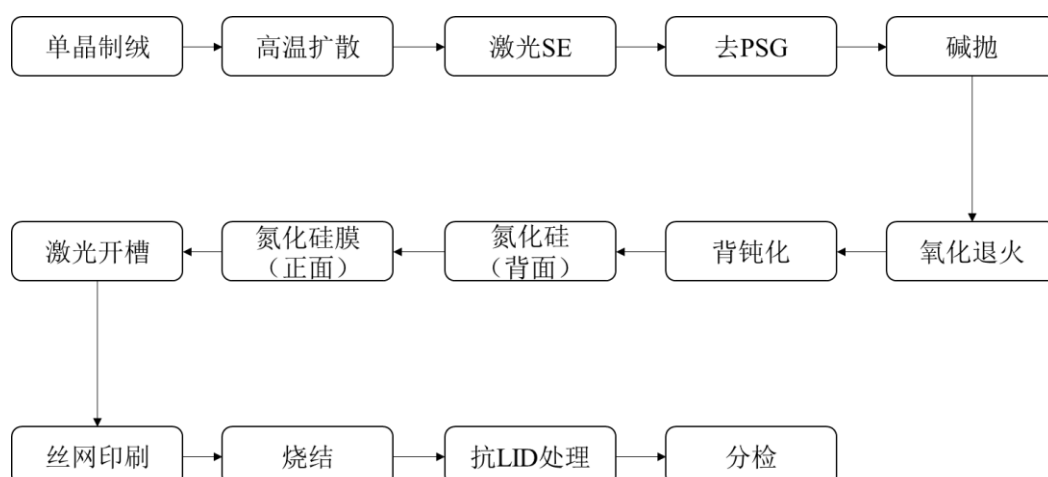 单晶制绒
高温扩散
激光SE
去PSG
碱抛
氧化退火
背钝化
氮化硅
（背面）
氮化硅膜
（正面）
激光开槽
丝网印刷
烧结
抗LID处理
分检